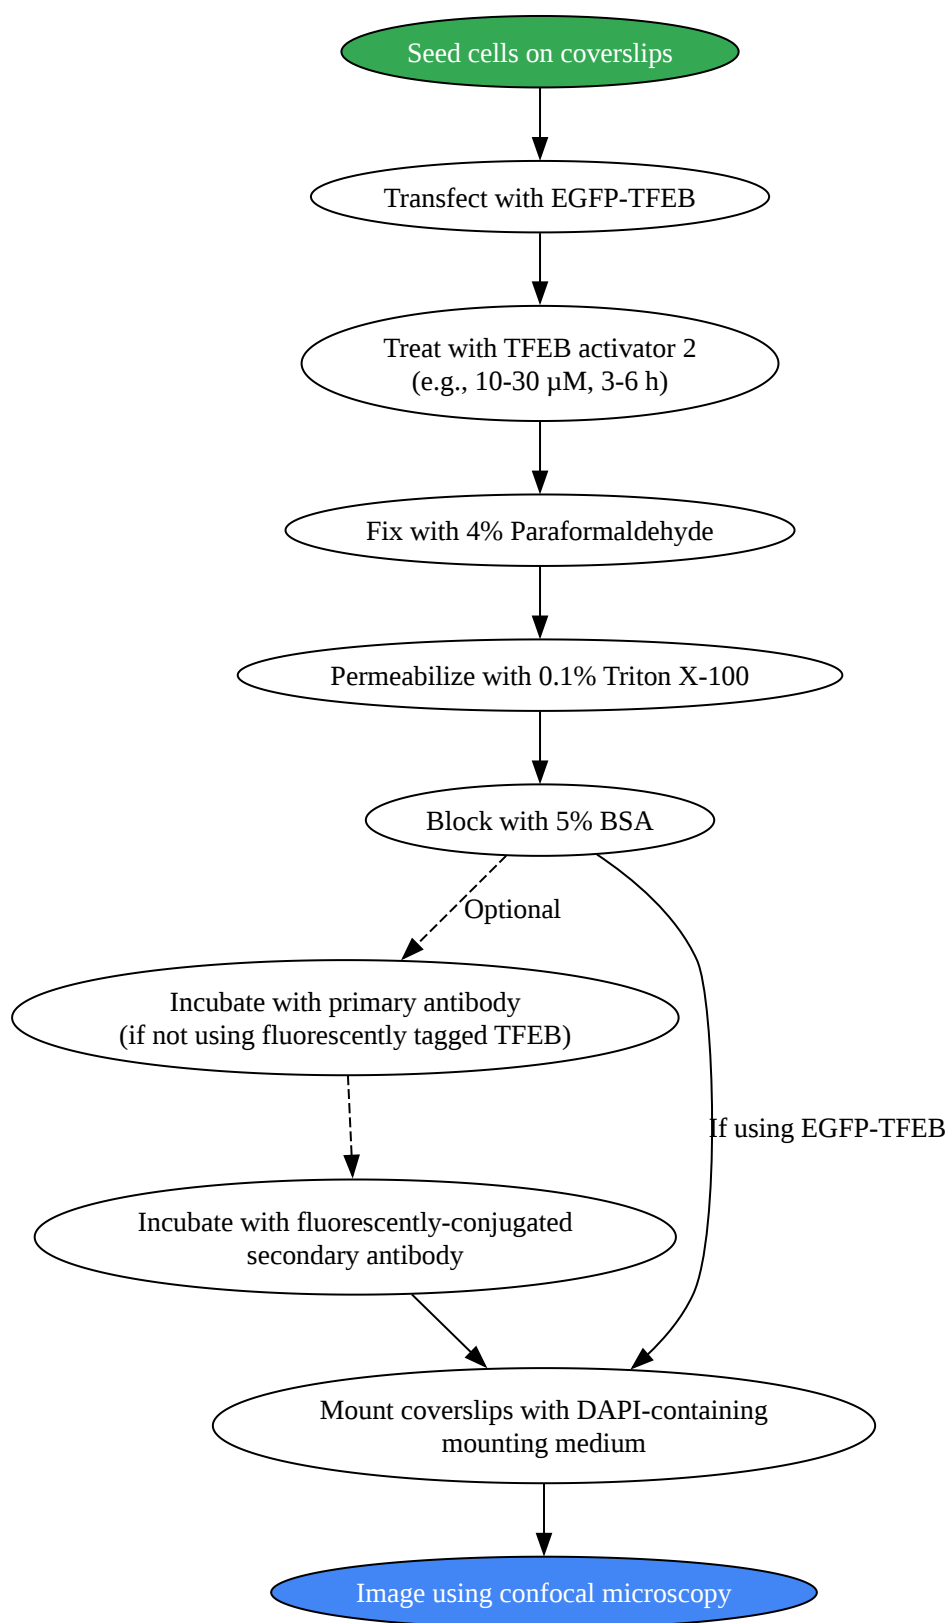 Seed cells on coverslips
Transfect with EGFP-TFEB
Treat with TFEB activator 2
(e.g., 10-30 µM, 3-6 h)
Fix with 4% Paraformaldehyde
Permeabilize with 0.1% Triton X-100
Block with 5% BSA
Optional
Incubate with primary antibody
(if not using fluorescently tagged TFEB)
If using EGFP-TFEB
Incubate with fluorescently-conjugated
secondary antibody
Mount coverslips with DAPI-containing
mounting medium
Image using confocal microscopy